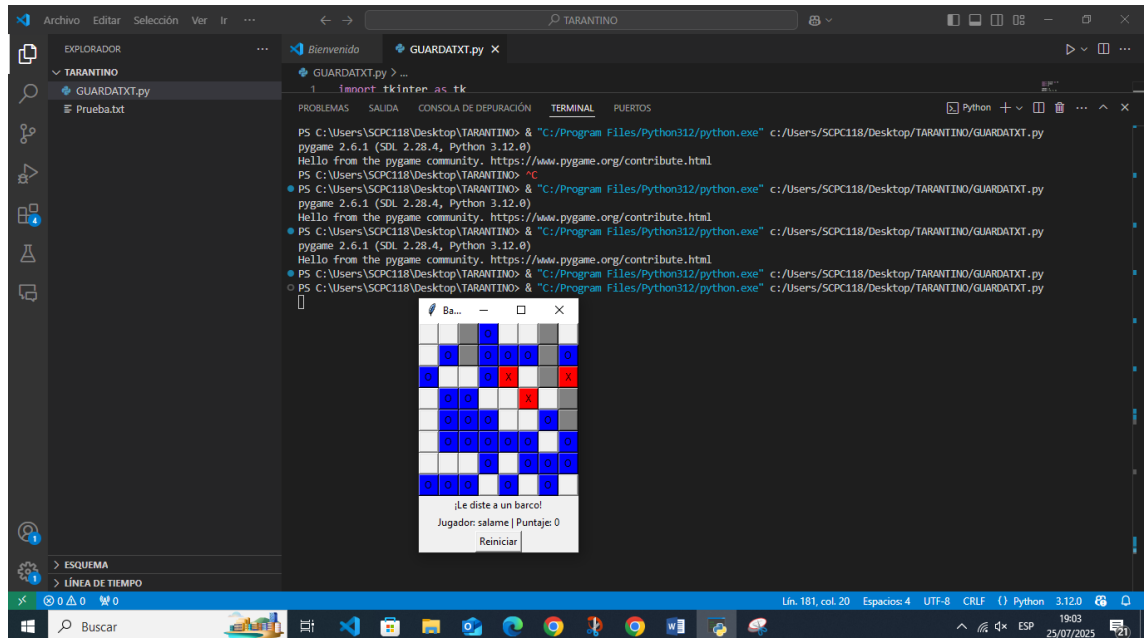 Archivo Editar Selección Ver Ir ···
TARANTINO
EXPLORADOR ···
TARANTINO
GUARDATXT.py
Prueba.txt
ESQUEMA
LÍNEA DE TIEMPO
Bienvenido
GUARDATXT.py
GUARDATXT.py > ...
1 import tkinter as tk
PROBLEMAS SALIDA CONSOLA DE DEPURACIÓN TERMINAL PUERTOS
Python
PS C:\Users\SCPC118\Desktop\TARANTINO> & "C:/Program Files/Python312/python.exe" c:/Users/SCPC118/Desktop/TARANTINO/GUARDATXT.py
pygame 2.6.1 (SDL 2.28.4, Python 3.12.0)
Hello from the pygame community. https://www.pygame.org/contribute.html
PS C:\Users\SCPC118\Desktop\TARANTINO> ^C
PS C:\Users\SCPC118\Desktop\TARANTINO> & "C:/Program Files/Python312/python.exe" c:/Users/SCPC118/Desktop/TARANTINO/GUARDATXT.py
pygame 2.6.1 (SDL 2.28.4, Python 3.12.0)
Hello from the pygame community. https://www.pygame.org/contribute.html
PS C:\Users\SCPC118\Desktop\TARANTINO> & "C:/Program Files/Python312/python.exe" c:/Users/SCPC118/Desktop/TARANTINO/GUARDATXT.py
pygame 2.6.1 (SDL 2.28.4, Python 3.12.0)
Hello from the pygame community. https://www.pygame.org/contribute.html
PS C:\Users\SCPC118\Desktop\TARANTINO> & "C:/Program Files/Python312/python.exe" c:/Users/SCPC118/Desktop/TARANTINO/GUARDATXT.py
PS C:\Users\SCPC118\Desktop\TARANTINO> & "C:/Program Files/Python312/python.exe" c:/Users/SCPC118/Desktop/TARANTINO/GUARDATXT.py
Ba...
O
O O O O O
O O X X
O O X
O O O O
O O O O O O
O O O O
O O O O O
¡Le diste a un barco!
Jugador: salame | Puntaje: 0
Reiniciar
4
1
1
0 0 0
Lín. 181, col. 20 Espacios: 4 UTF-8 CRLF {} Python 3.12.0
Buscar
ESP
19:03
25/07/2025
21